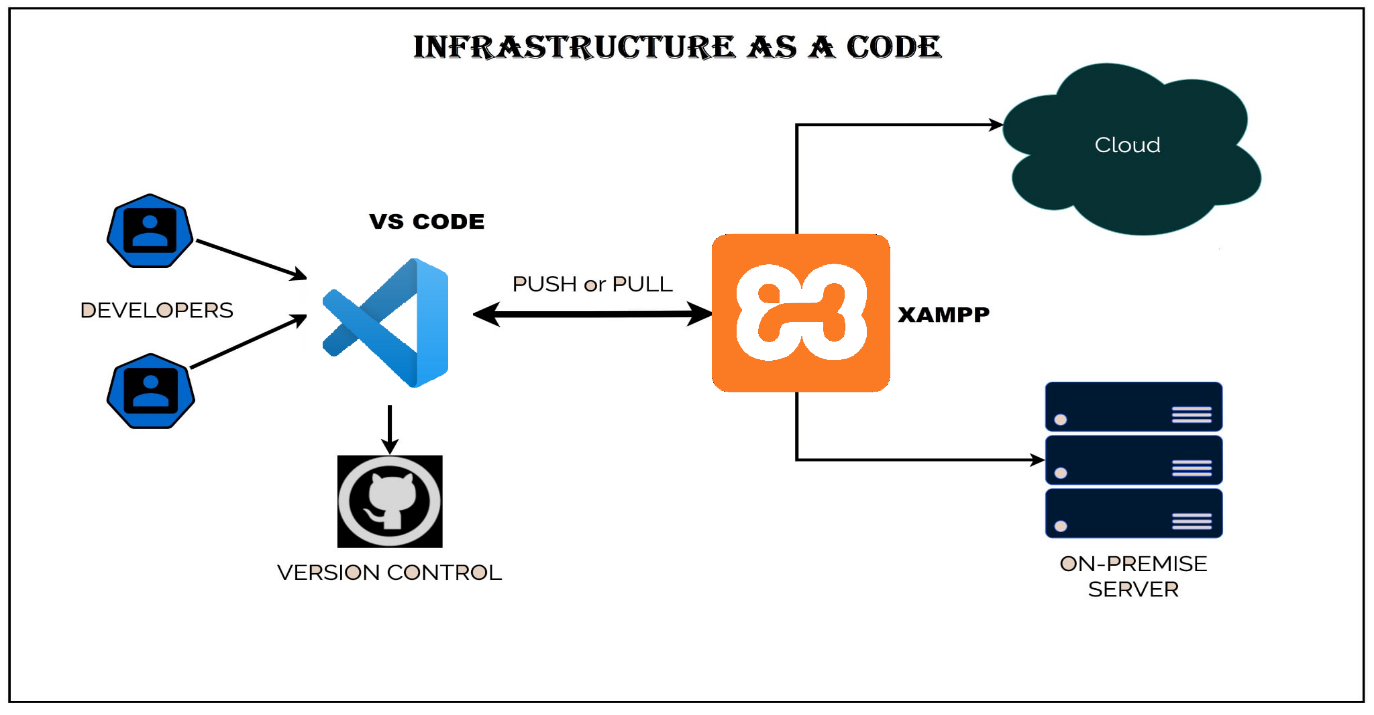 INFRASTRUCTURE AS A CODE
Cloud
VS CODE
PUSH or PULL
DEVELOPERS
XAMPP
VERSION CONTROL
ON-PREMISE
SERVER